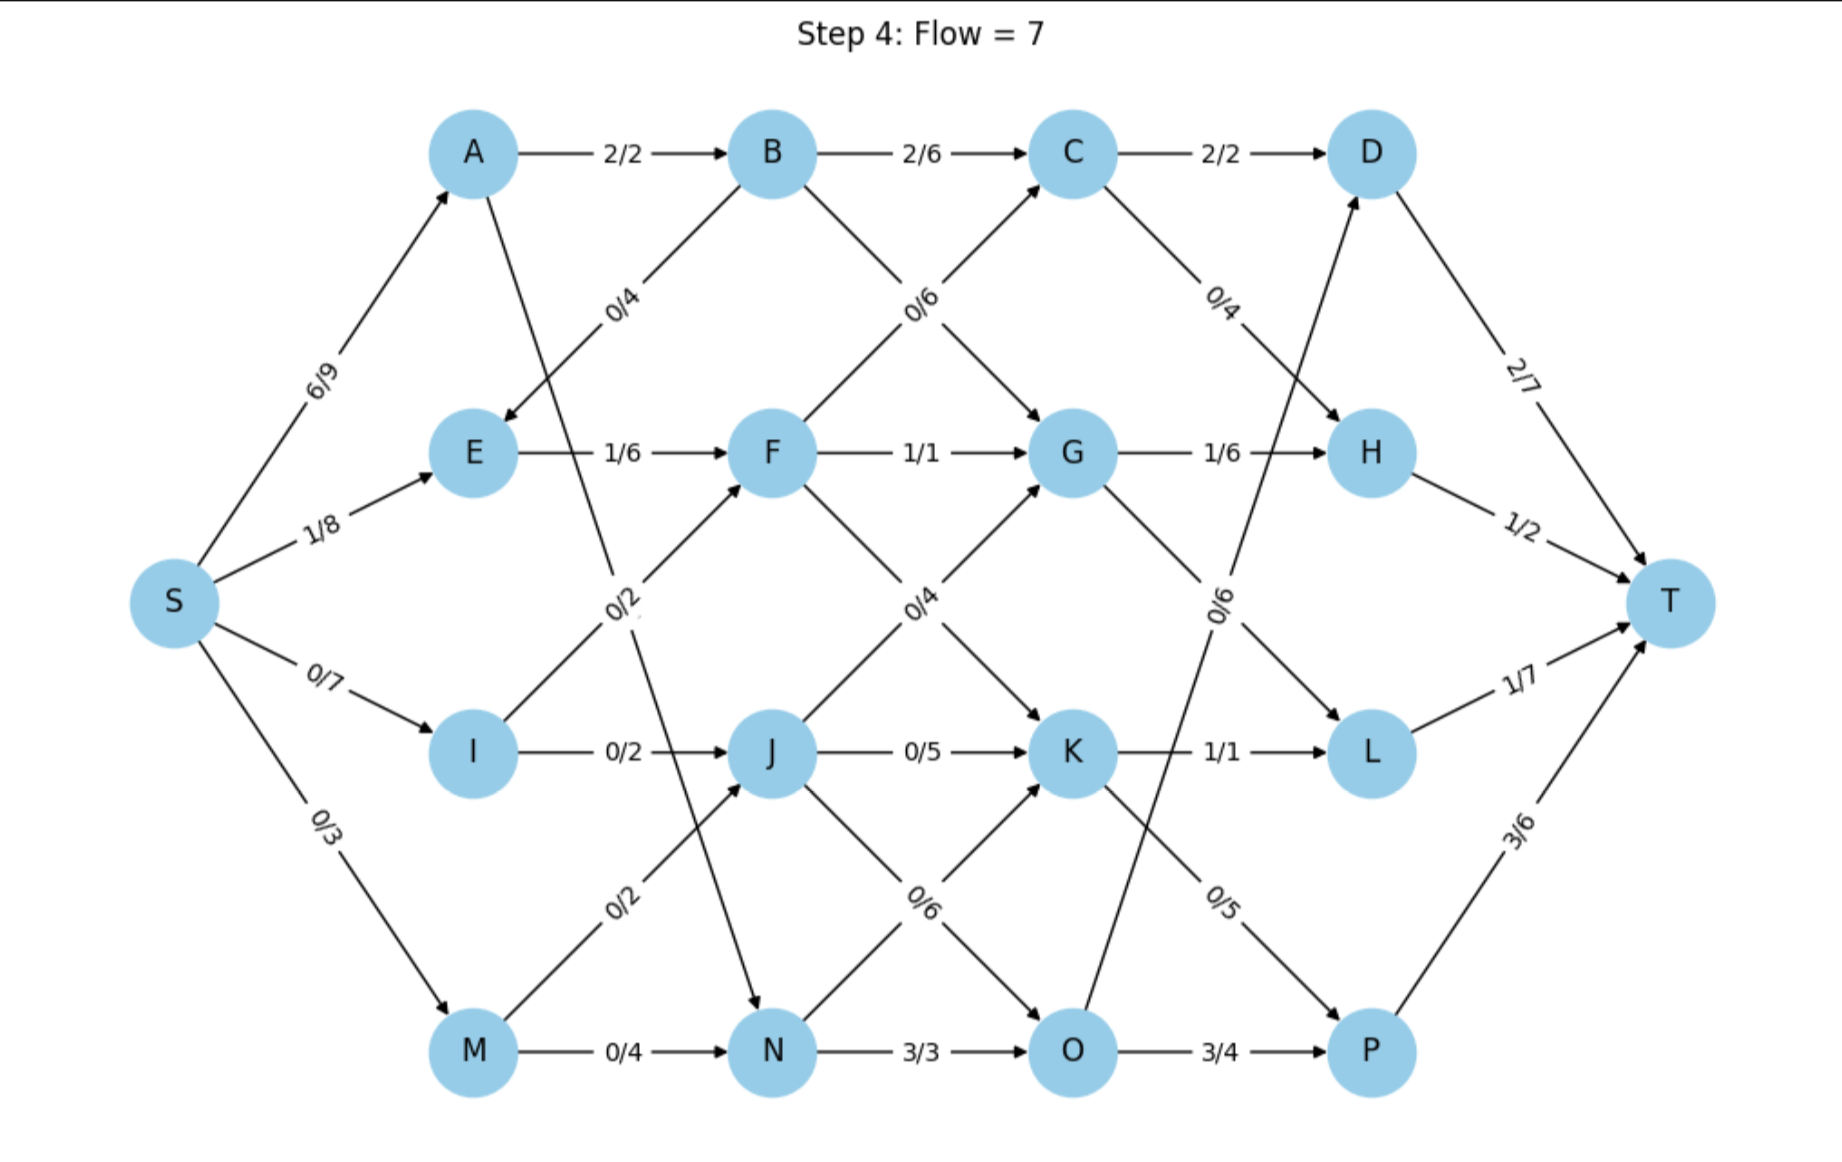 Step 4: Flow = 7
A 2/2 B 2/6 C 2/2 D
0/4 0/6 0/4
6/9 2/7
E 1/6 F 1/1 G 1/6 H
1/8 1/2
S 0/2 0/4 0/6 T
0/7 1/7
I 0/2 J 0/5 K 1/1 L
0/3 3/6
0/2 0/6 0/5
M 0/4 N 3/3 O 3/4 P